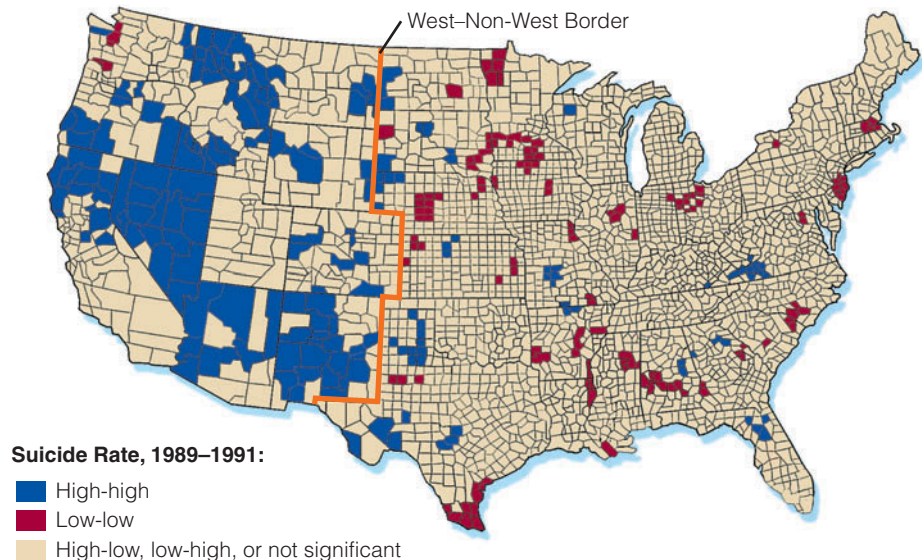 West–Non-West Border
Suicide Rate, 1989–1991:
High-high
Low-low
High-low, low-high, or not significant